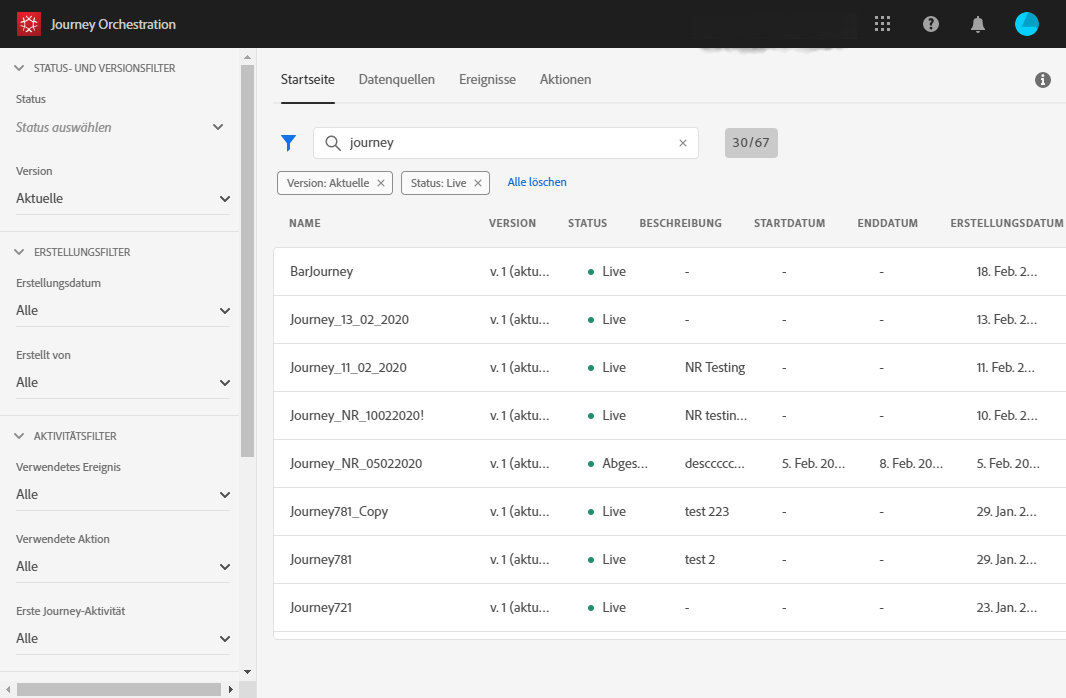 Journey Orchestration
STATUS- UND VERSIONSFILTER
Status
Status auswählen
Version
Aktuelle
ERSTELLUNGSFILTER
Erstellungsdatum
Alle
Erstellt von
Alle
AKTIVITÄTSFILTER
Verwendetes Ereignis
Alle
Verwendete Aktion
Alle
Erste Journey-Aktivität
Alle
Startseite Datenquellen Ereignisse Aktionen
journey 30/67
Version: Aktuelle Status: Live Alle löschen
NAME VERSION STATUS BESCHREIBUNG STARTDATUM ENDDATUM ERSTELLUNGSDATUM
BarJourney v. 1 (aktu... Live - - - 18. Feb. 2...
Journey_13_02_2020 v. 1 (aktu... Live - - - 13. Feb. 2...
Journey_11_02_2020 v. 1 (aktu... Live NR Testing - - 11. Feb. 2...
Journey_NR_10022020! v. 1 (aktu... Live NR testin... - - 10. Feb. 2...
Journey_NR_05022020 v. 1 (aktu... Abges... desccccc... 5. Feb. 20... 8. Feb. 20... 5. Feb. 20...
Journey781_Copy v. 1 (aktu... Live test 223 - - 29. Jan. 2...
Journey781 v. 1 (aktu... Live test 2 - - 29. Jan. 2...
Journey721 v. 1 (aktu... Live - - - 23. Jan. 2...